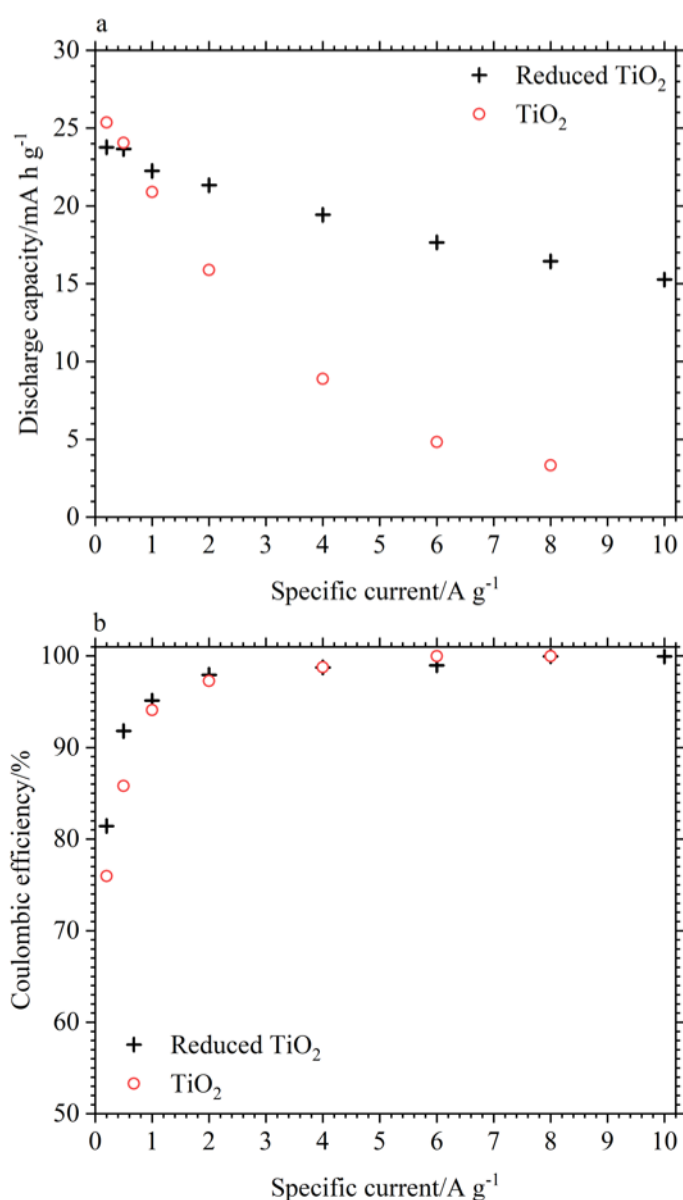 a
30
25
20
15
10
5
0
Discharge capacity/mA h g⁻¹
Reduced TiO₂
TiO₂
0 1 2 3 4 5 6 7 8 9 10
Specific current/A g⁻¹
b
100
90
80
70
60
50
Coulombic efficiency/%
Reduced TiO₂
TiO₂
0 1 2 3 4 5 6 7 8 9 10
Specific current/A g⁻¹